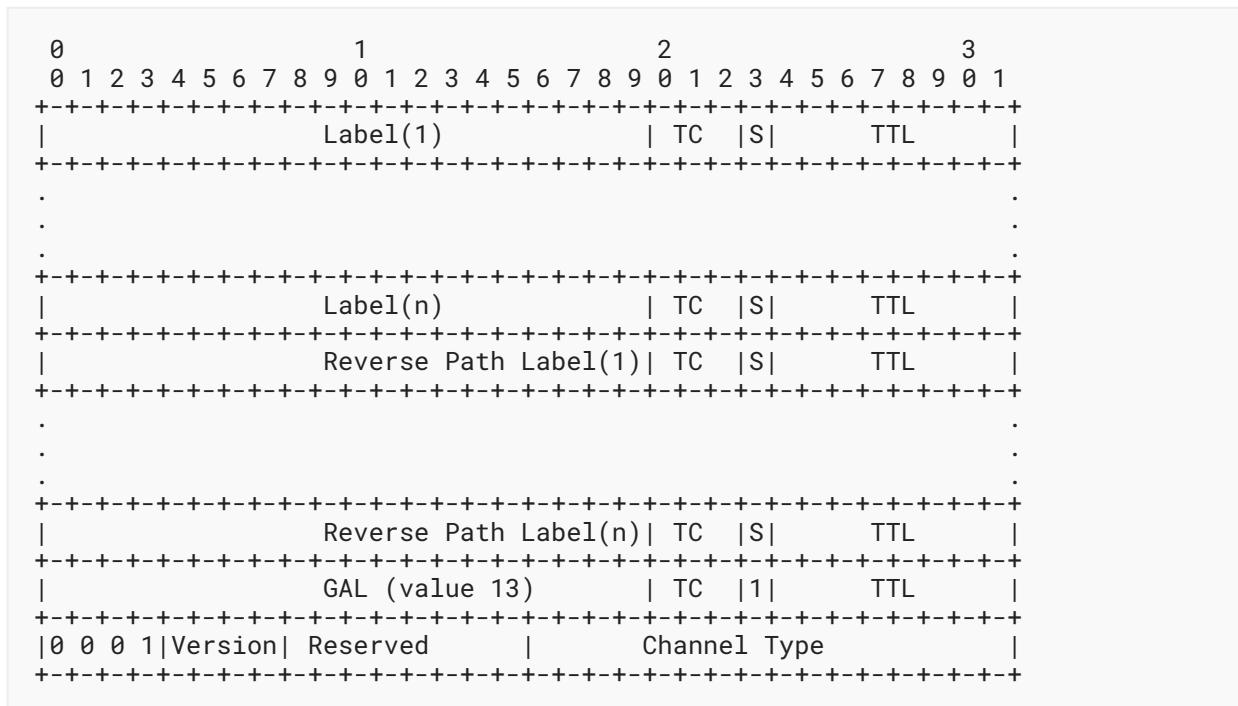 0                   1                   2                   3
 0 1 2 3 4 5 6 7 8 9 0 1 2 3 4 5 6 7 8 9 0 1 2 3 4 5 6 7 8 9 0 1
+-+-+-+-+-+-+-+-+-+-+-+-+-+-+-+-+-+-+-+-+-+-+-+-+-+-+-+-+-+-+-+-+
|                  Label(1)             | TC  |S|      TTL      |
+-+-+-+-+-+-+-+-+-+-+-+-+-+-+-+-+-+-+-+-+-+-+-+-+-+-+-+-+-+-+-+-+
.                                                               .
.                                                               .
.                                                               .
+-+-+-+-+-+-+-+-+-+-+-+-+-+-+-+-+-+-+-+-+-+-+-+-+-+-+-+-+-+-+-+-+
|                  Label(n)             | TC  |S|      TTL      |
+-+-+-+-+-+-+-+-+-+-+-+-+-+-+-+-+-+-+-+-+-+-+-+-+-+-+-+-+-+-+-+-+
|                  Reverse Path Label(1)| TC  |S|      TTL      |
+-+-+-+-+-+-+-+-+-+-+-+-+-+-+-+-+-+-+-+-+-+-+-+-+-+-+-+-+-+-+-+-+
.                                                               .
.                                                               .
.                                                               .
+-+-+-+-+-+-+-+-+-+-+-+-+-+-+-+-+-+-+-+-+-+-+-+-+-+-+-+-+-+-+-+-+
|                  Reverse Path Label(n)| TC  |S|      TTL      |
+-+-+-+-+-+-+-+-+-+-+-+-+-+-+-+-+-+-+-+-+-+-+-+-+-+-+-+-+-+-+-+-+
|                  GAL (value 13)       | TC  |1|      TTL      |
+-+-+-+-+-+-+-+-+-+-+-+-+-+-+-+-+-+-+-+-+-+-+-+-+-+-+-+-+-+-+-+-+
|0 0 0 1|Version| Reserved      |       Channel Type            |
+-+-+-+-+-+-+-+-+-+-+-+-+-+-+-+-+-+-+-+-+-+-+-+-+-+-+-+-+-+-+-+-+